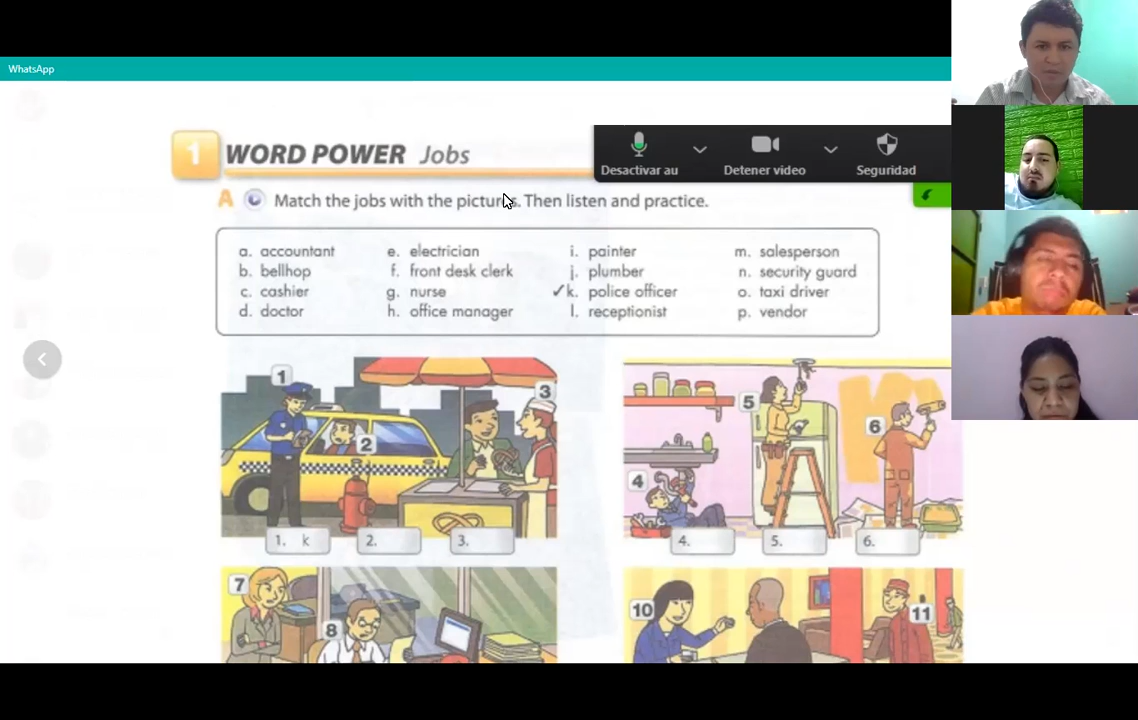 WhatsApp
1 WORD POWER Jobs
Desactivar au Detener video Seguridad
A Match the jobs with the pictures. Then listen and practice.
a. accountant e. electrician i. painter m. salesperson
b. bellhop f. front desk clerk j. plumber n. security guard
c. cashier g. nurse ✓k. police officer o. taxi driver
d. doctor h. office manager l. receptionist p. vendor
1 2 3
4 5 6
1. k 2. 3.
4. 5. 6.
7 8
10 11